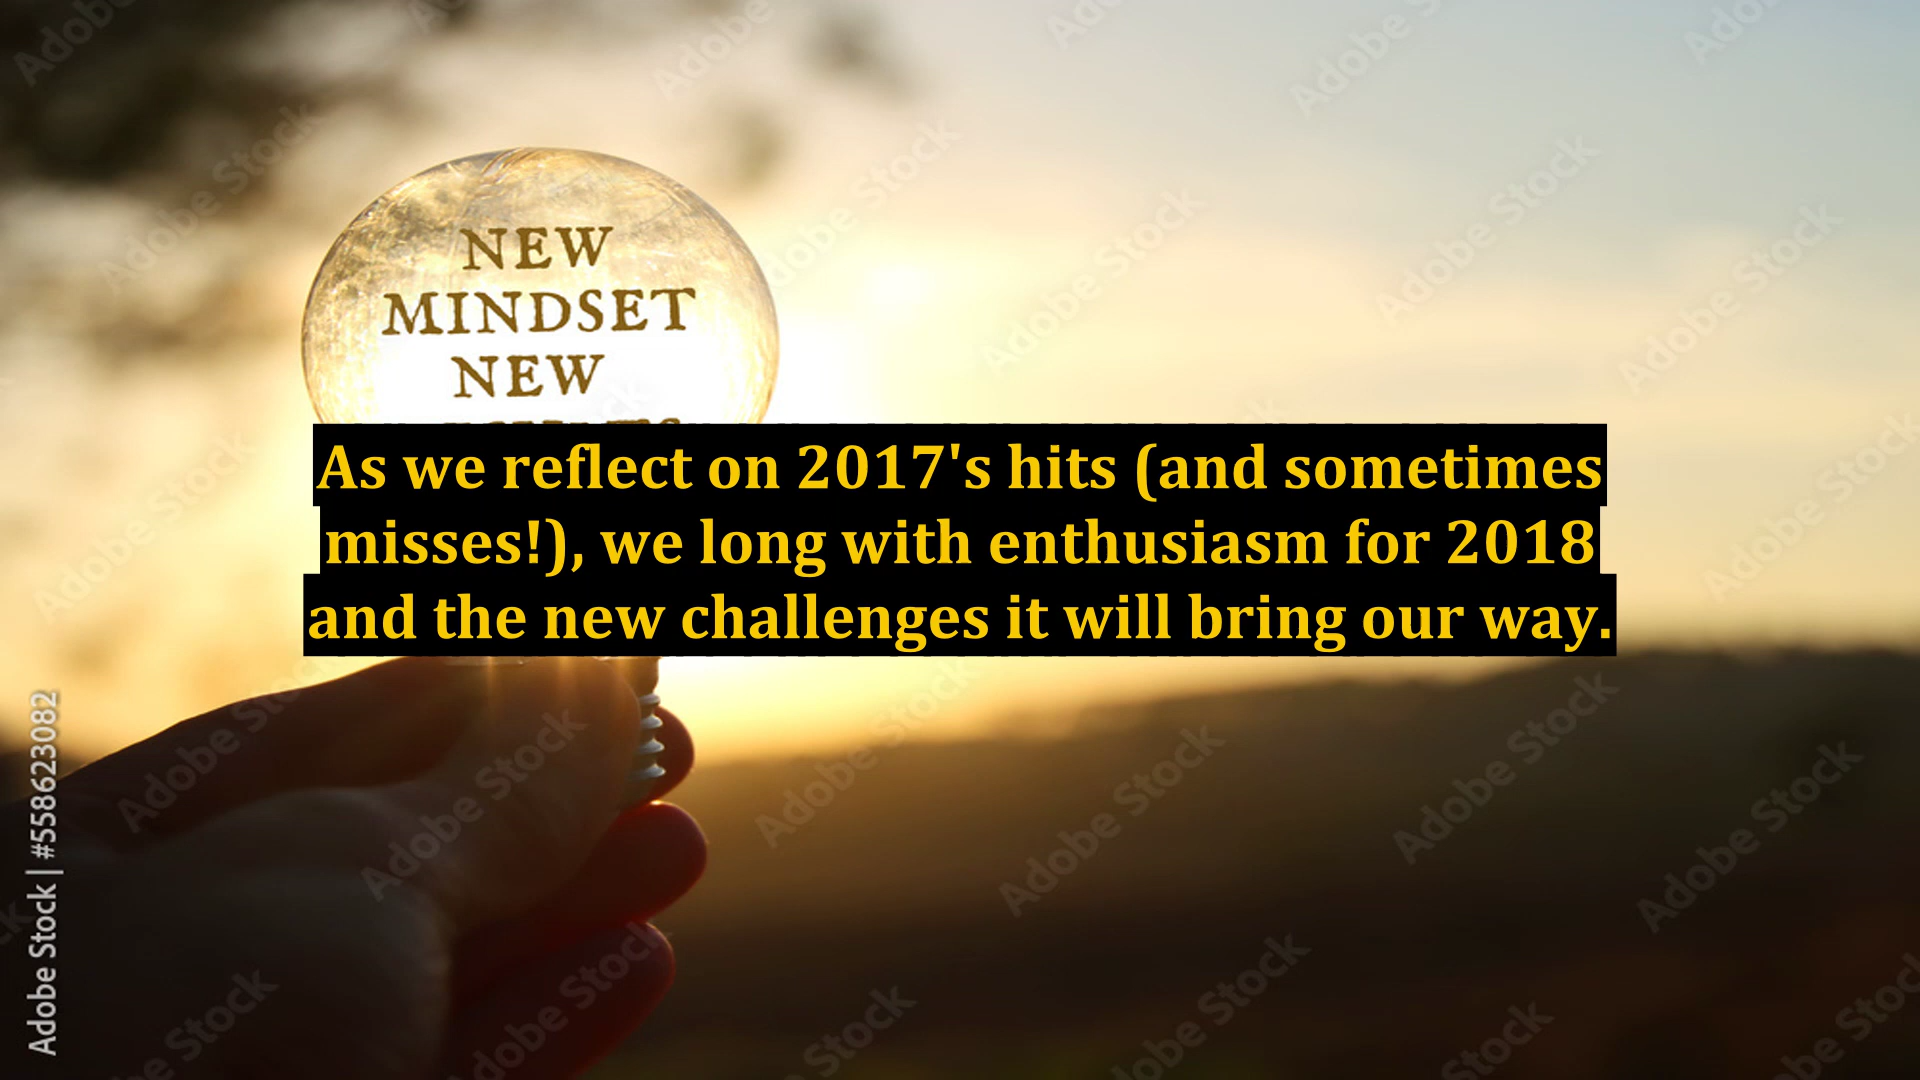 NEW
MINDSET
NEW
As we reflect on 2017's hits (and sometimes
misses!), we long with enthusiasm for 2018
and the new challenges it will bring our way.
Adobe Stock | #558623082